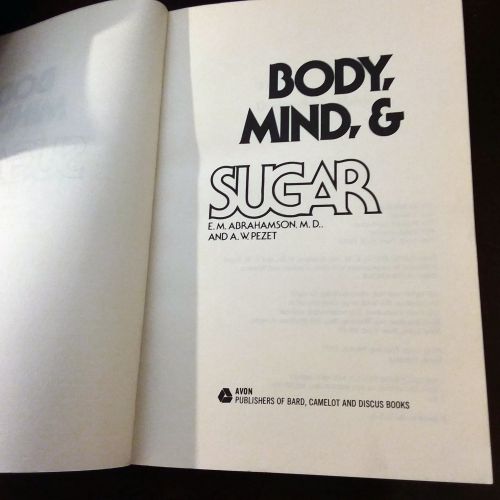 BODY,
MIND, &
SUGAR
E. M. ABRAHAMSON, M. D.,
AND A. W. PEZET
AVON
PUBLISHERS OF BARD, CAMELOT AND DISCUS BOOKS